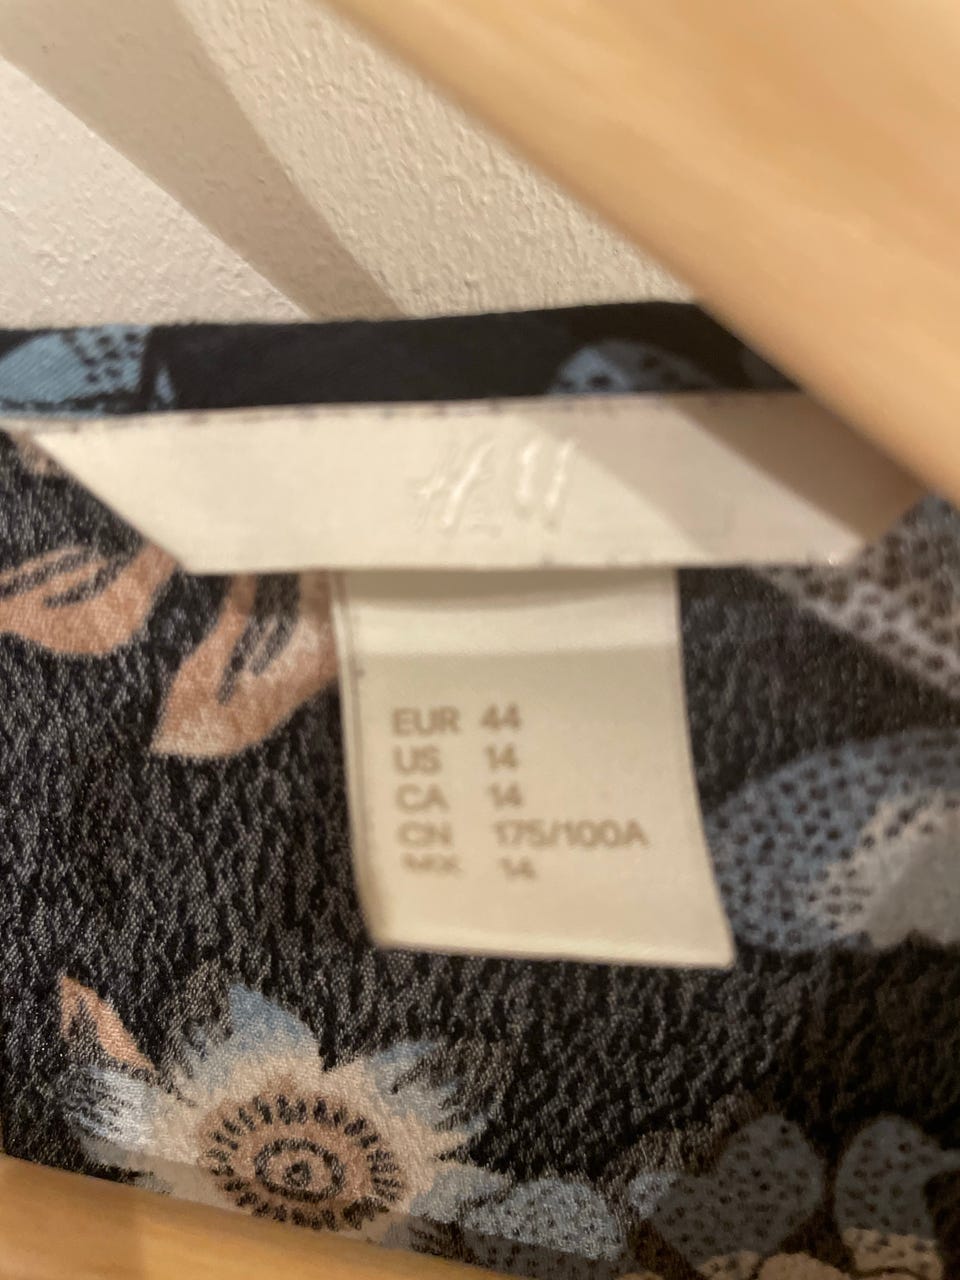 H&M
EUR 44
US 14
CA 14
CN 175/100A
MX 14